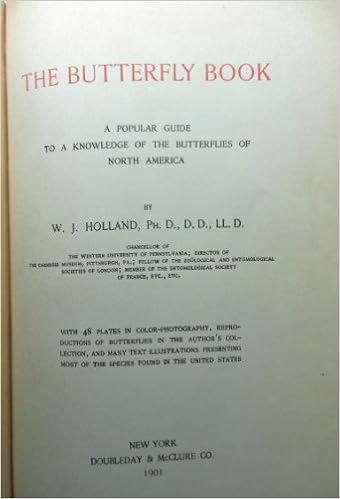 THE BUTTERFLY BOOK
A POPULAR GUIDE
TO A KNOWLEDGE OF THE BUTTERFLIES OF
NORTH AMERICA
BY
W. J. HOLLAND, PH. D., D. D., LL. D.
CHANCELLOR OF
THE WESTERN UNIVERSITY OF PENNSYLVANIA; DIRECTOR OF
THE CARNEGIE MUSEUM, PITTSBURGH, PA.; FELLOW OF THE ZOÖLOGICAL AND ENTOMOLOGICAL
SOCIETIES OF LONDON; MEMBER OF THE ENTOMOLOGICAL SOCIETY
OF FRANCE, ETC., ETC.
WITH 48 PLATES IN COLOR-PHOTOGRAPHY, REPRO-
DUCTIONS OF BUTTERFLIES IN THE AUTHOR'S COL-
LECTION, AND MANY TEXT ILLUSTRATIONS PRESENTING
MOST OF THE SPECIES FOUND IN THE UNITED STATES
NEW YORK
DOUBLEDAY & McCLURE CO.
1901